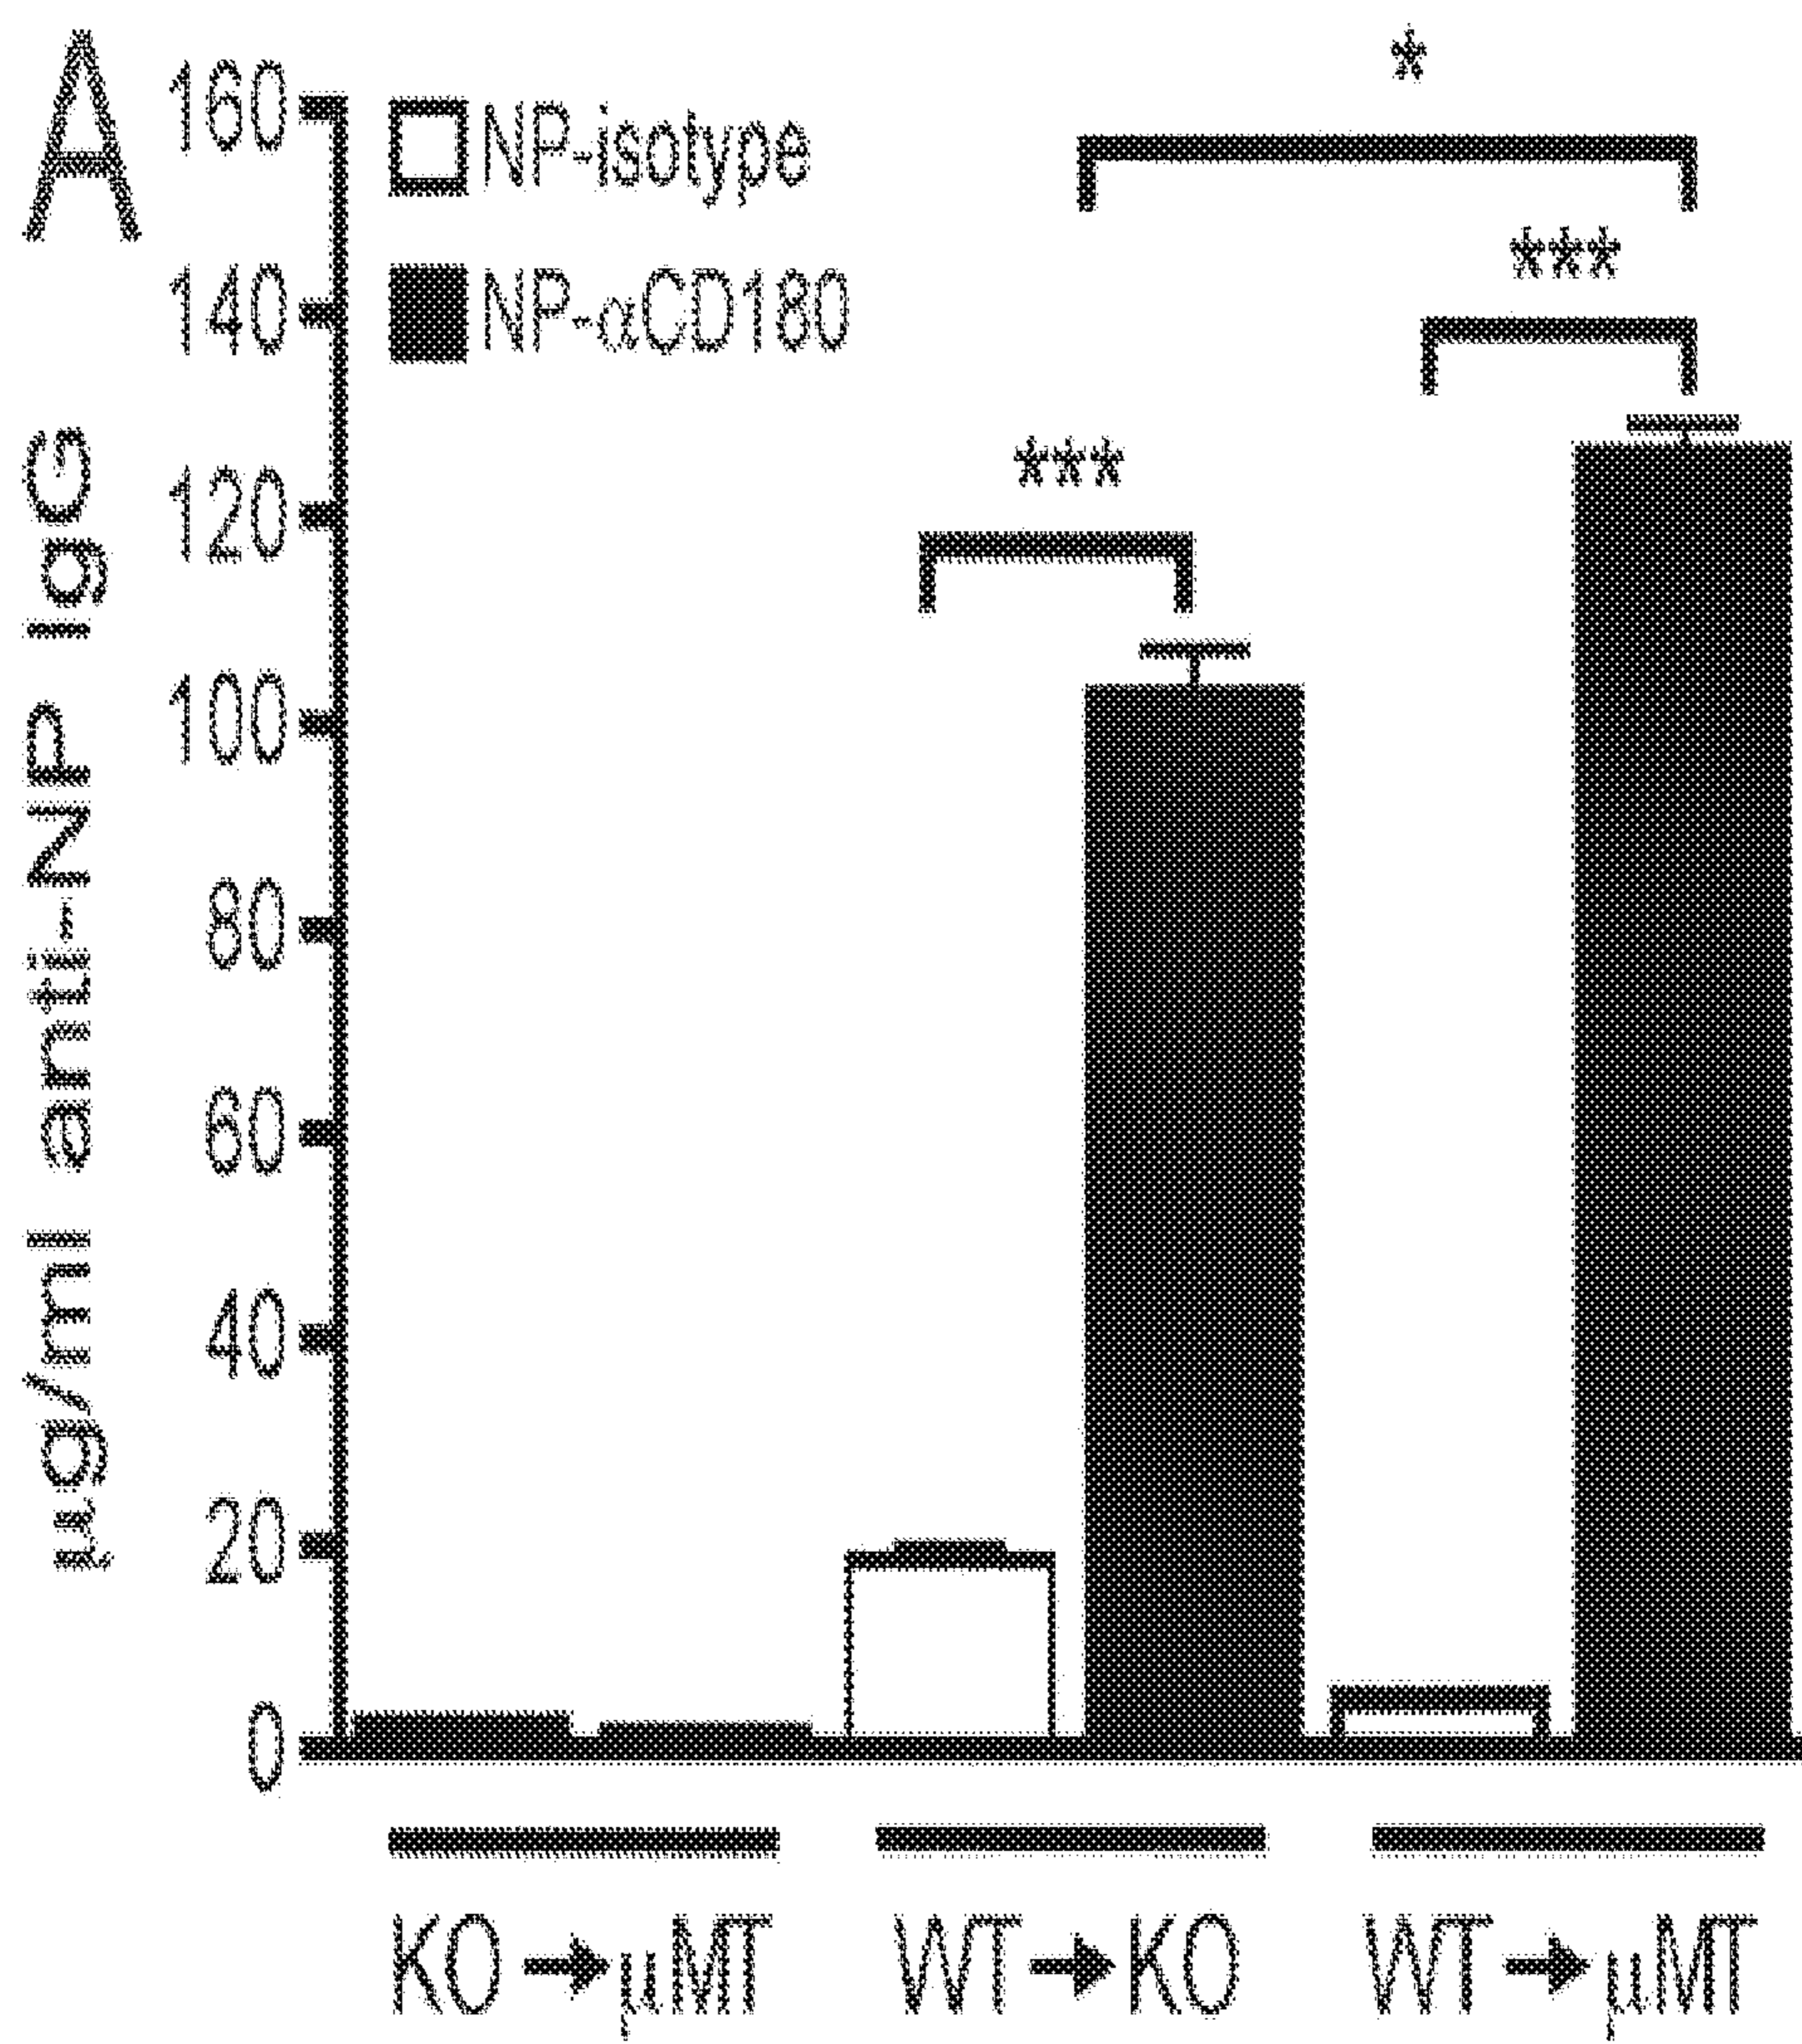 A
µg/ml anti-NP IgG
160
140
120
100
80
60
40
20
0
NP-isotype
NP-αCD180
*
***
***
KO→µMT
WT→KO
WT→µMT